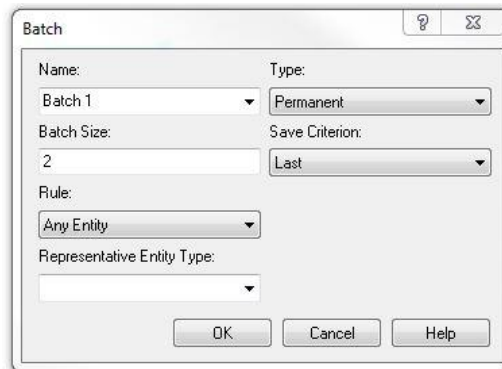 Batch
Name: Type:
Batch 1 Permanent
Batch Size: Save Criterion:
2 Last
Rule:
Any Entity
Representative Entity Type:
OK Cancel Help